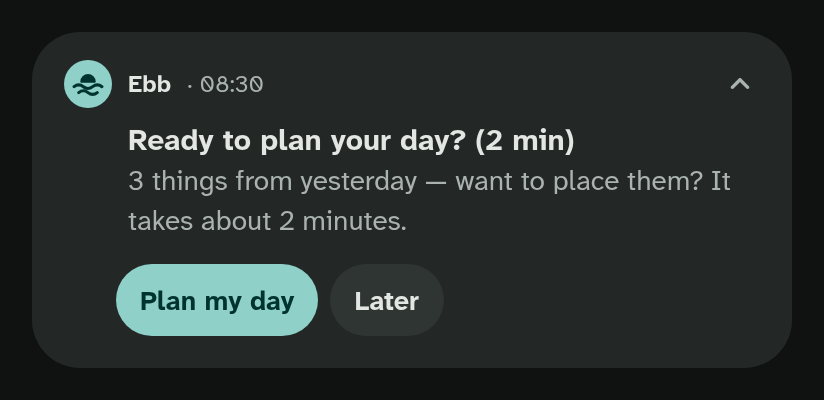 Ebb · 08:30
Ready to plan your day? (2 min)
3 things from yesterday — want to place them? It
takes about 2 minutes.
Plan my day
Later